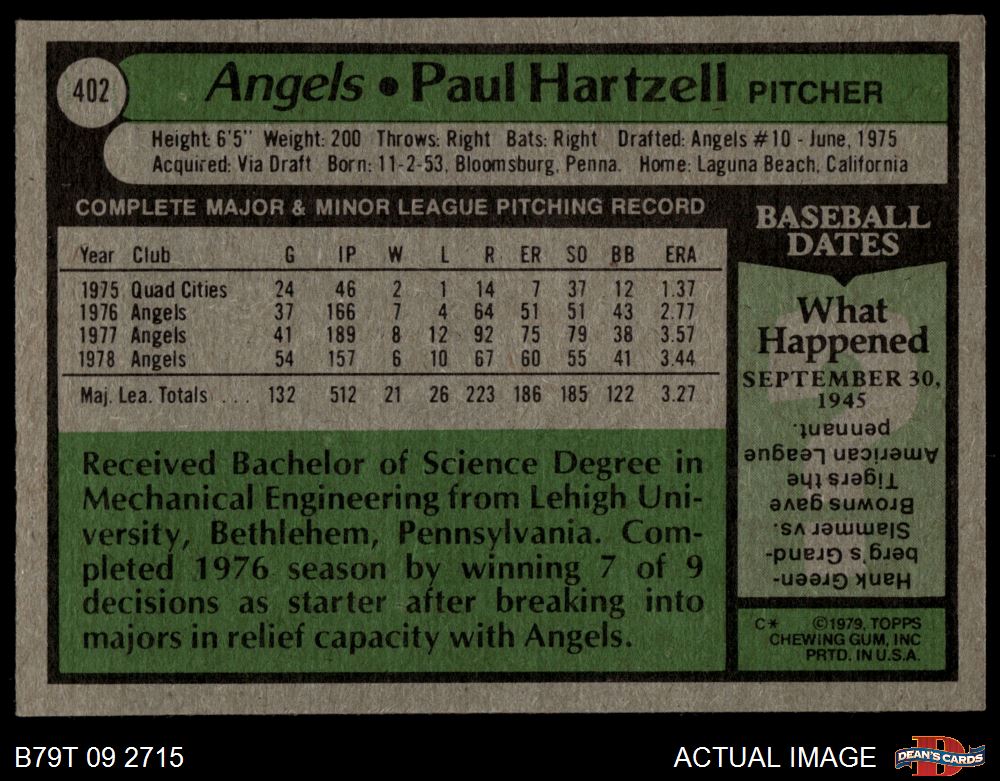 402
Angels • Paul Hartzell PITCHER
Height: 6'5" Weight: 200 Throws: Right Bats: Right Drafted: Angels #10 - June, 1975
Acquired: Via Draft Born: 11-2-53, Bloomsburg, Penna. Home: Laguna Beach, California
COMPLETE MAJOR & MINOR LEAGUE PITCHING RECORD
Year Club G IP W L R ER SO BB ERA
1975 Quad Cities 24 46 2 1 14 7 37 12 1.37
1976 Angels 37 166 7 4 64 51 51 43 2.77
1977 Angels 41 189 8 12 92 75 79 38 3.57
1978 Angels 54 157 6 10 67 60 55 41 3.44
Maj. Lea. Totals . . . 132 512 21 26 223 186 185 122 3.27
Received Bachelor of Science Degree in
Mechanical Engineering from Lehigh Uni-
versity, Bethlehem, Pennsylvania. Com-
pleted 1976 season by winning 7 of 9
decisions as starter after breaking into
majors in relief capacity with Angels.
BASEBALL
DATES
What
Happened
SEPTEMBER 30,
1945
Hank Green-
berg's Grand-
Slammer vs.
Browns gave
Tigers the
American League
pennant.
C* ©1979, TOPPS
CHEWING GUM, INC
PRTD. IN U.S.A.
B79T 09 2715
ACTUAL IMAGE
D
DEAN'S CARDS